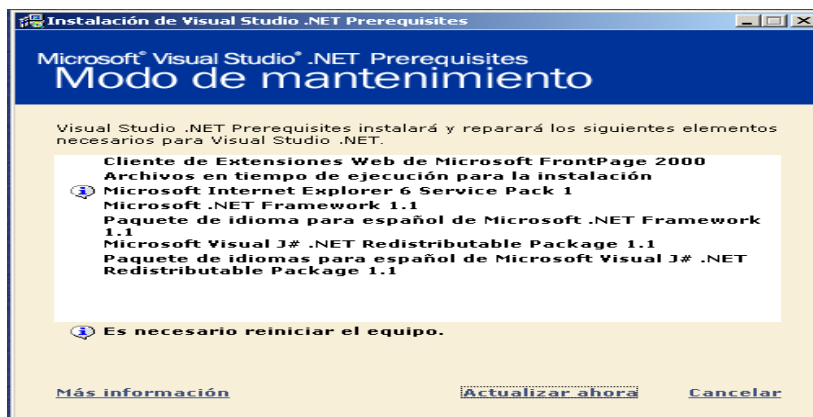 Instalación de Visual Studio .NET Prerequisites
Microsoft® Visual Studio® .NET Prerequisites
Modo de mantenimiento
Visual Studio .NET Prerequisites instalará y reparará los siguientes elementos
necesarios para Visual Studio .NET.
Cliente de Extensiones Web de Microsoft FrontPage 2000
Archivos en tiempo de ejecución para la instalación
Microsoft Internet Explorer 6 Service Pack 1
Microsoft .NET Framework 1.1
Paquete de idioma para español de Microsoft .NET Framework
1.1
Microsoft Visual J# .NET Redistributable Package 1.1
Paquete de idiomas para español de Microsoft Visual J# .NET
Redistributable Package 1.1
Es necesario reiniciar el equipo.
Más información Actualizar ahora Cancelar